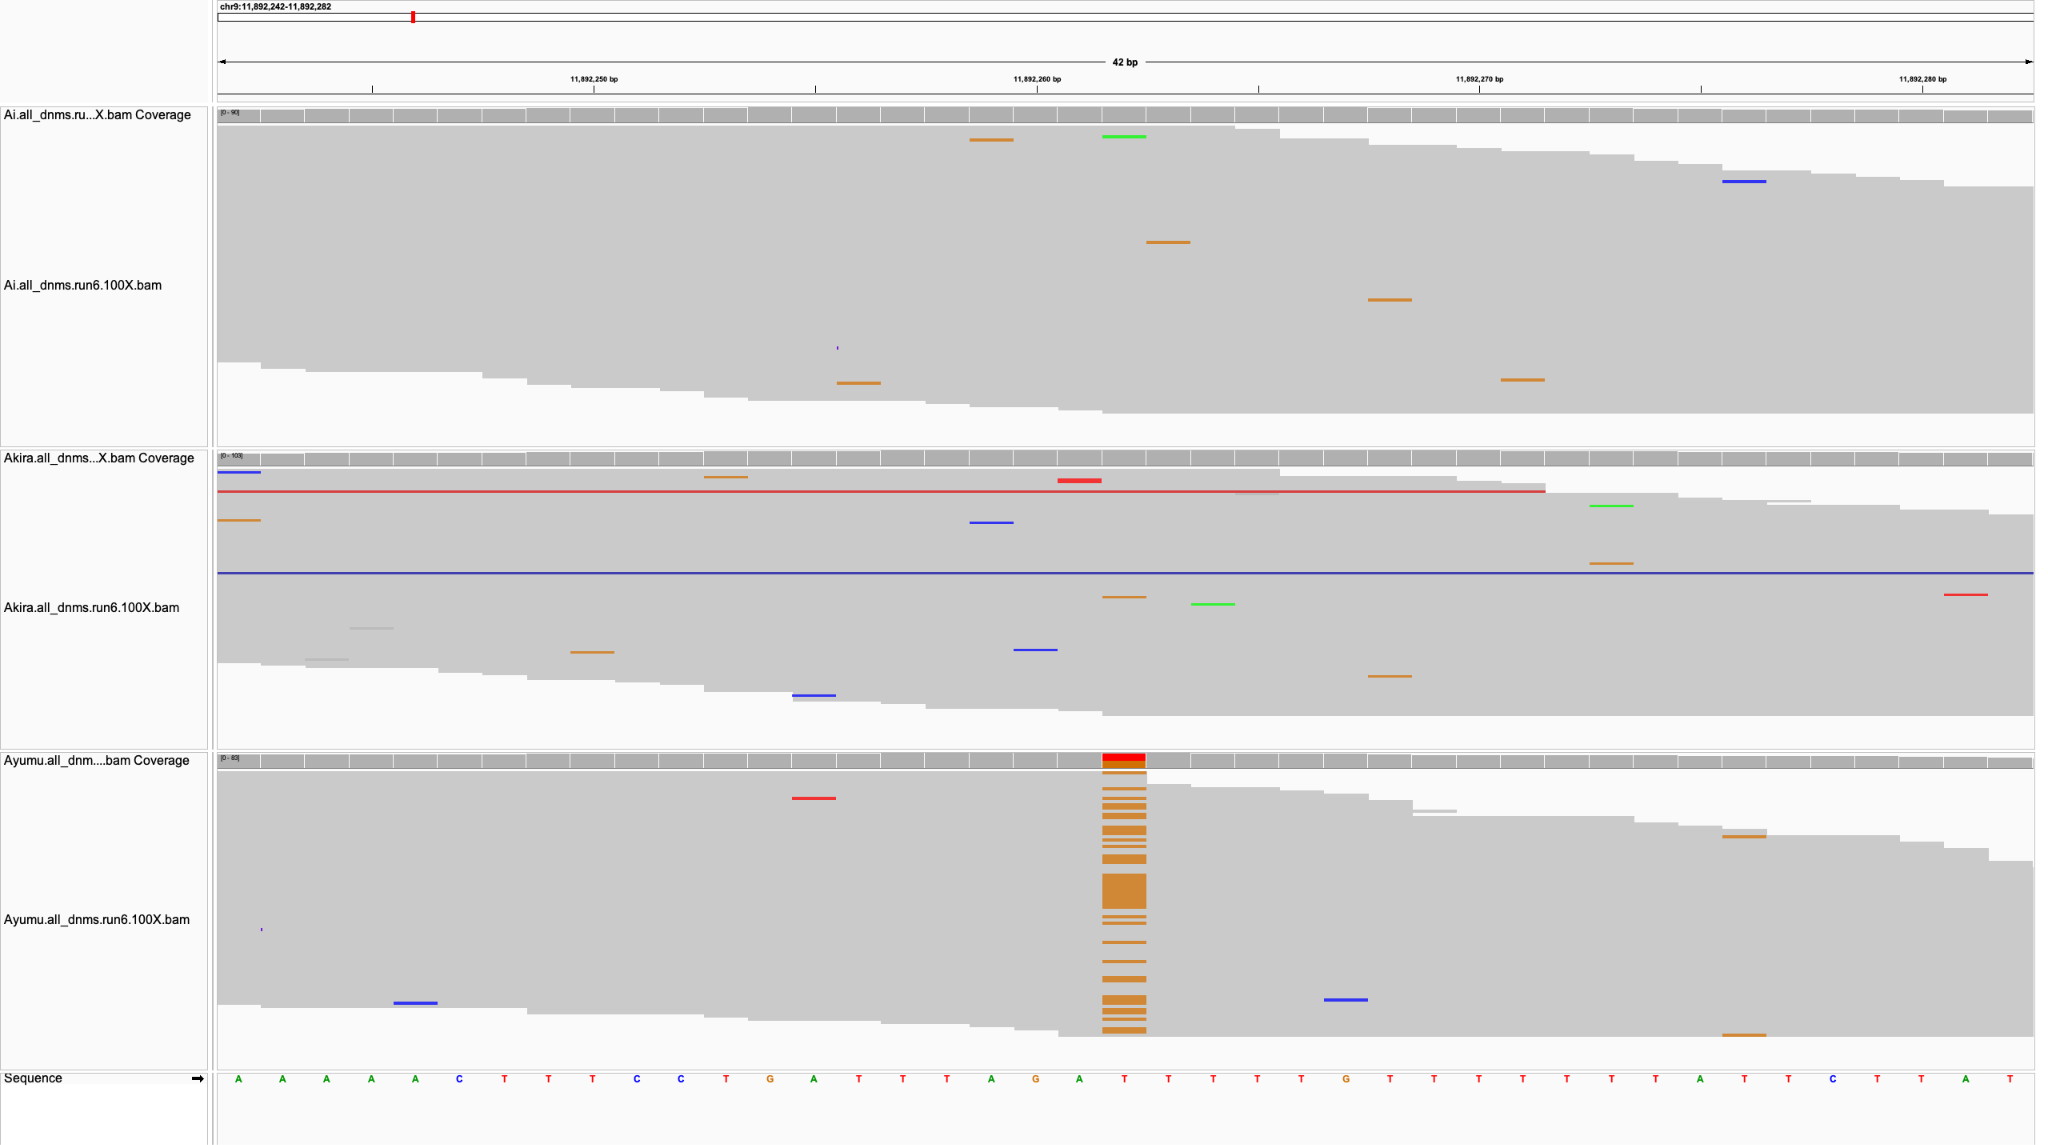 chr9:11,892,242-11,892,282
42 bp
11,892,250 bp 11,892,260 bp 11,892,270 bp 11,892,280 bp
Ai.all_dnms.ru...X.bam Coverage [0 - 90]
Ai.all_dnms.run6.100X.bam
Akira.all_dnms...X.bam Coverage [0 - 103]
Akira.all_dnms.run6.100X.bam
Ayumu.all_dnm....bam Coverage [0 - 83]
Ayumu.all_dnms.run6.100X.bam
Sequence A A A A A C T T T C C T G A T T T A G A T T T T T G T T T T T T T A T T C T T A T